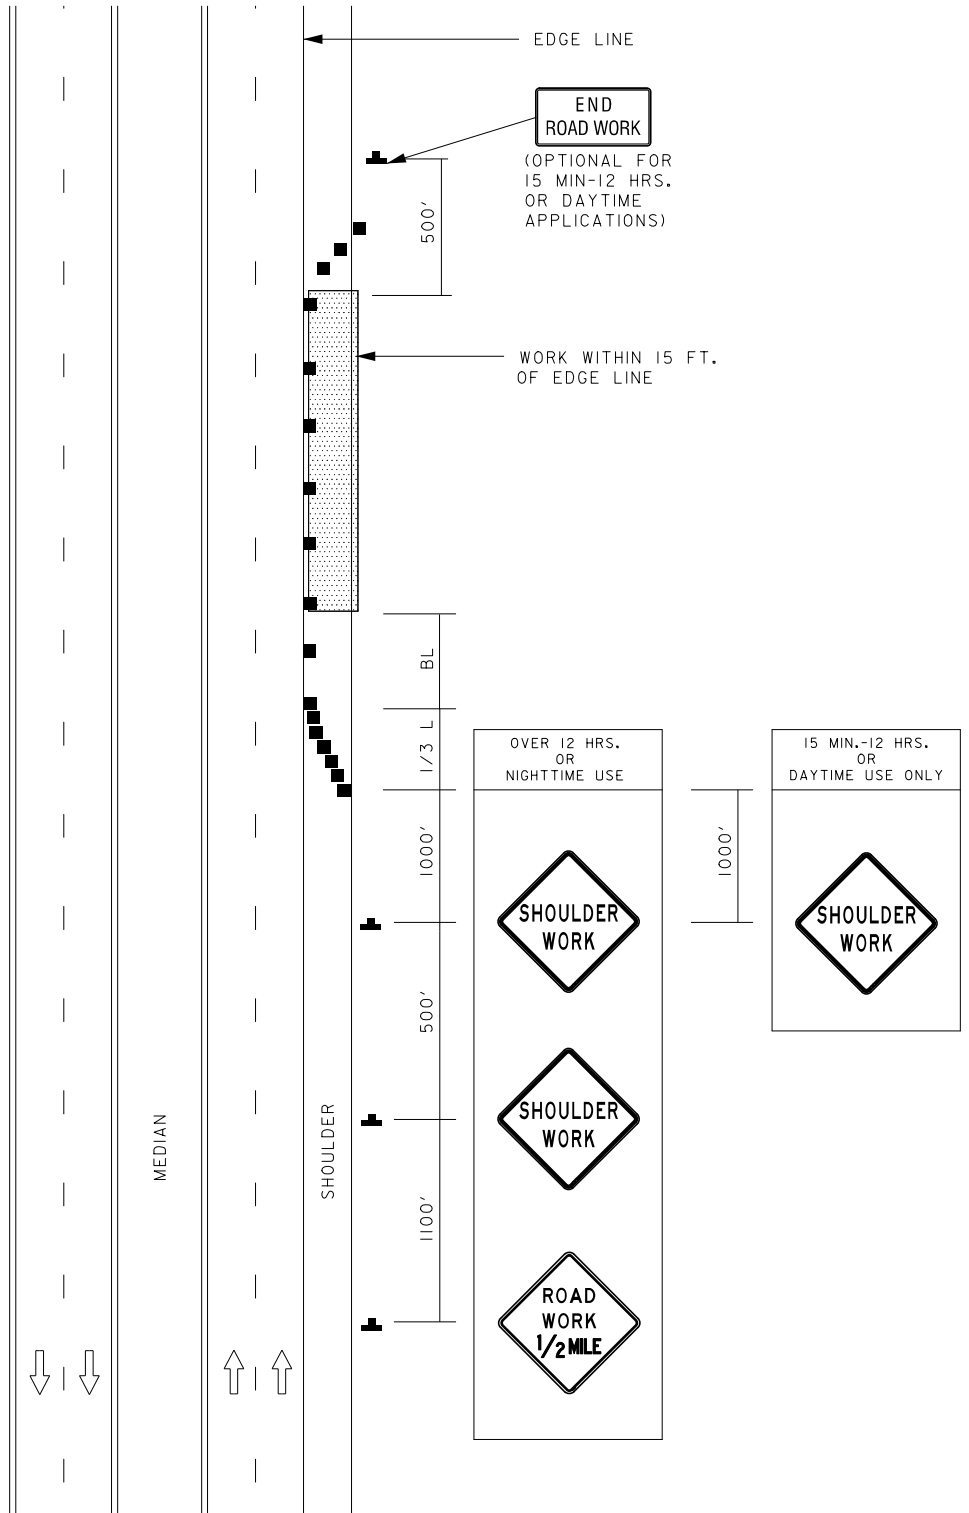 EDGE LINE
END
ROAD WORK
(OPTIONAL FOR
15 MIN-12 HRS.
OR DAYTIME
APPLICATIONS)
500'
WORK WITHIN 15 FT.
OF EDGE LINE
BL
1/3 L
OVER 12 HRS.
OR
NIGHTTIME USE
15 MIN.-12 HRS.
OR
DAYTIME USE ONLY
1000'
1000'
SHOULDER
WORK
SHOULDER
WORK
500'
SHOULDER
WORK
MEDIAN
SHOULDER
1100'
ROAD
WORK
1/2 MILE